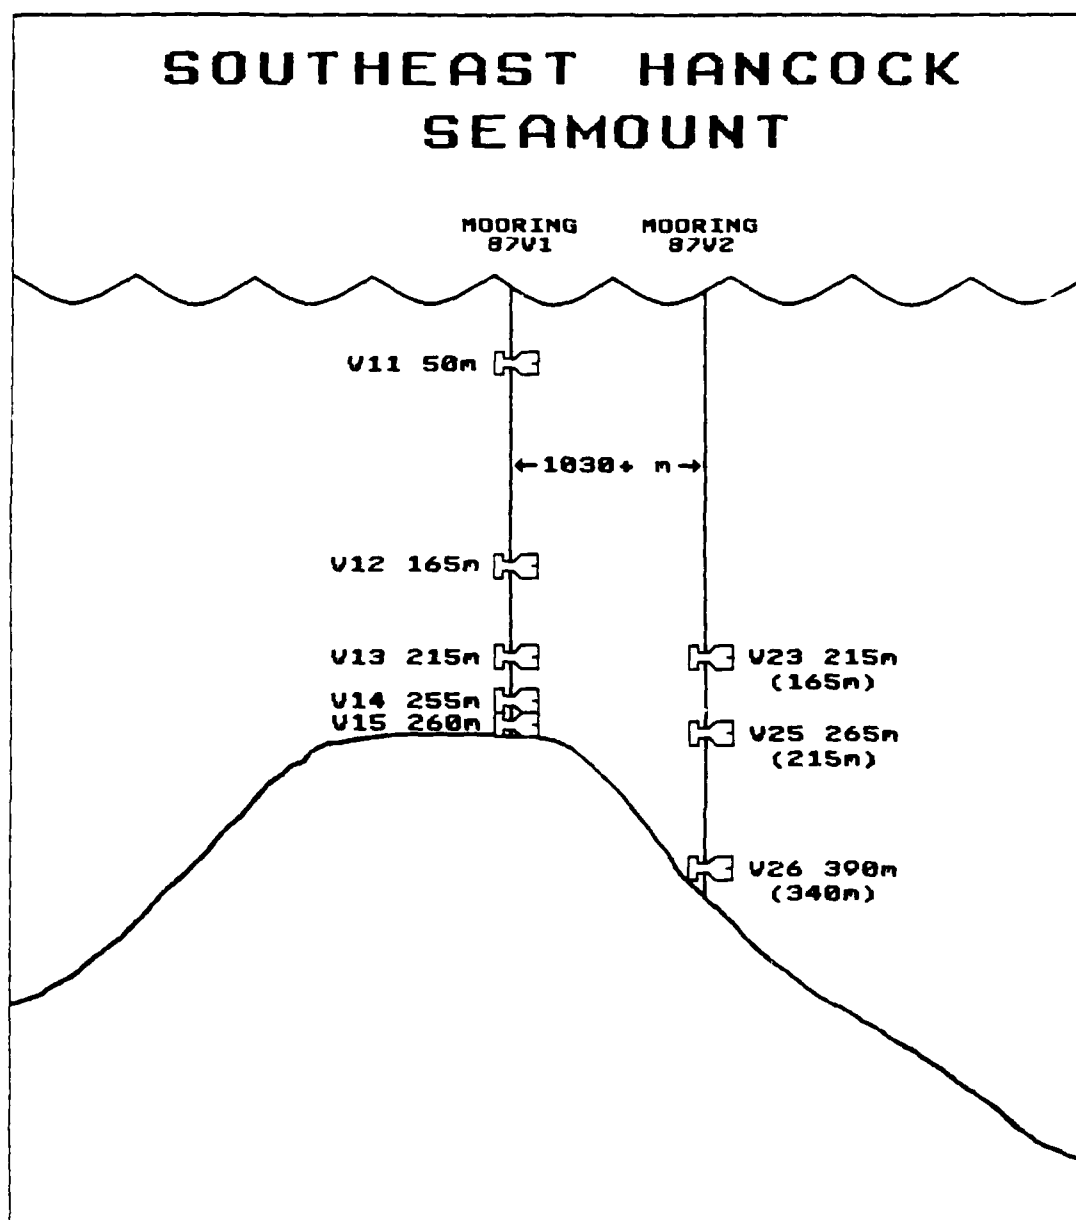 SOUTHEAST HANCOCK
SEAMOUNT
MOORING
87V1
MOORING
87V2
V11 50m
←1030+ m→
V12 165m
V13 215m
V14 255m
V15 260m
V23 215m
(165m)
V25 265m
(215m)
V26 390m
(340m)